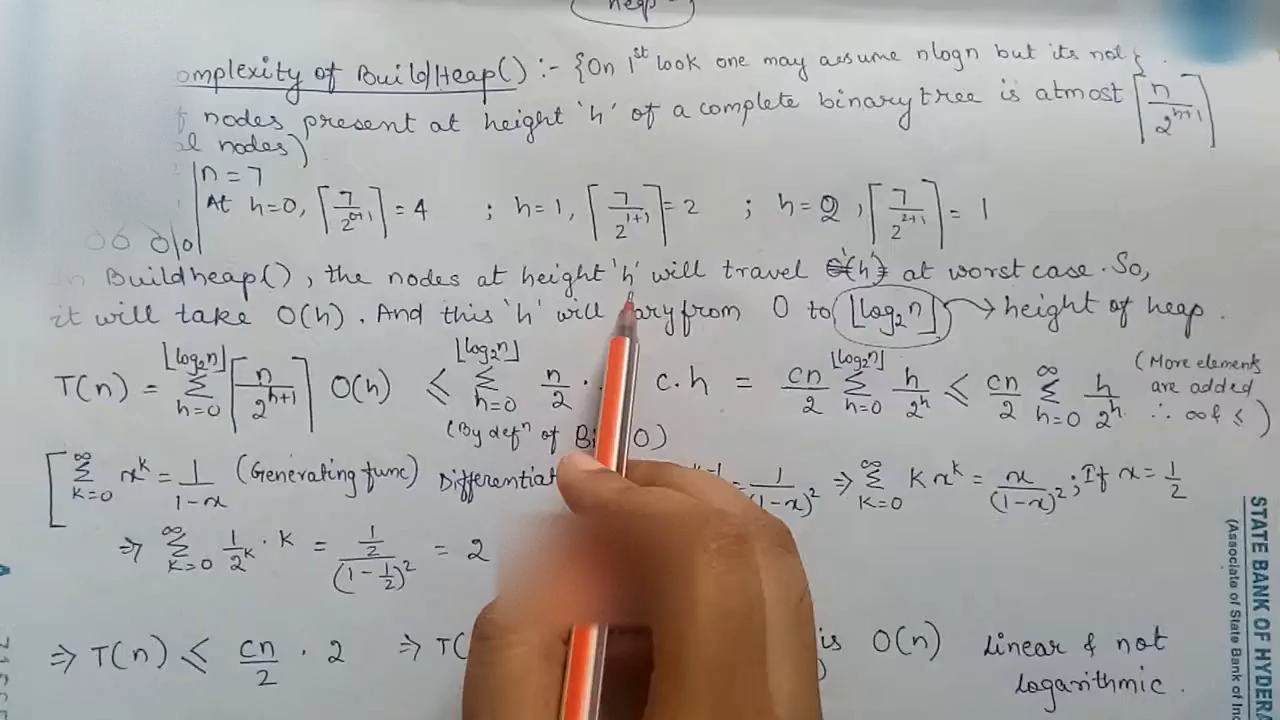 heap
omplexity of Build/Heap() :- {On 1st look one may assume nlogn but its not}.
nodes present at height 'h' of a complete binary tree is atmost ⌈n/2^(h+1)⌉
al nodes)
n = 7
At h=0, ⌈7/2^(0+1)⌉ = 4 ; h=1, ⌈7/2^(1+1)⌉ = 2 ; h=2, ⌈7/2^(2+1)⌉ = 1
Buildheap(), the nodes at height 'h' will travel 'h' at worst case. So,
it will take O(h). And this 'h' will vary from 0 to ⌊log₂n⌋ → height of heap.
T(n) = Σ_{h=0}^{⌊log₂n⌋} ⌈n/2^(h+1)⌉ O(h) ≤ Σ_{h=0}^{⌊log₂n⌋} n/2 . c.h = cn/2 Σ_{h=0}^{⌊log₂n⌋} h/2^h ≤ cn/2 Σ_{h=0}^{∞} h/2^h (More elements are added ∴ ∞ & ≤)
(By defn of Bi O)
[Σ_{k=0}^{∞} x^k = 1/(1-x) (Generating func) Differentia = 1/(1-x)² ⇒ Σ_{k=0}^{∞} K x^k = x/(1-x)² ; If x = 1/2
⇒ Σ_{k=0}^{∞} 1/2^k . k = (1/2)/(1-1/2)² = 2
⇒ T(n) ≤ cn/2 . 2 ⇒ T( is O(n) linear & not
logarithmic.
STATE BANK OF HYDERA
(Associate of State Bank of In